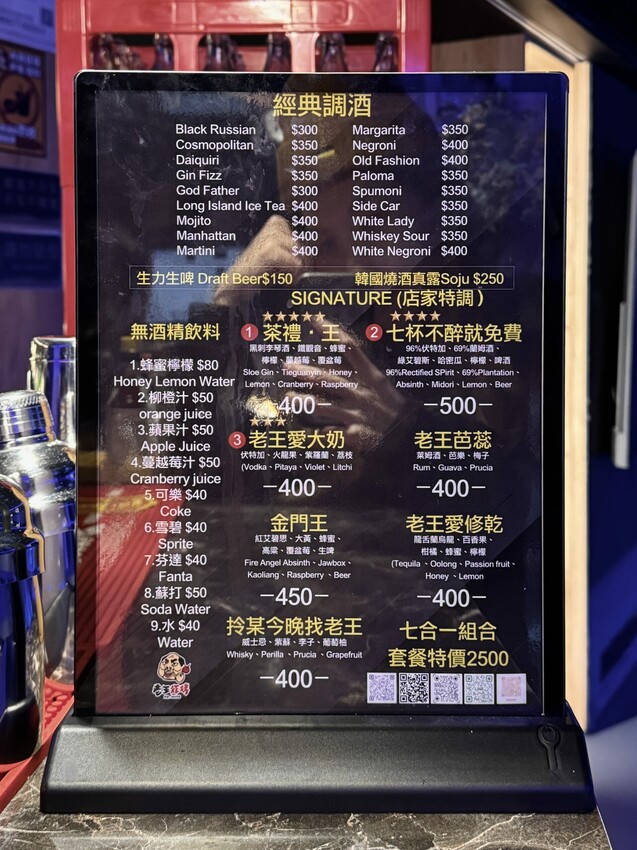 經典調酒
Black Russian $300
Cosmopolitan $350
Daiquiri $350
Gin Fizz $350
God Father $300
Long Island Ice Tea $400
Mojito $400
Manhattan $400
Martini $400
Margarita $350
Negroni $400
Old Fashion $400
Paloma $350
Spumoni $350
Side Car $350
White Lady $350
Whiskey Sour $350
White Negroni $400
生力生啤 Draft Beer$150
韓國燒酒真露Soju $250
SIGNATURE (店家特調)
無酒精飲料
1.蜂蜜檸檬 $80
Honey Lemon Water
2.柳橙汁 $50
orange juice
3.蘋果汁 $50
Apple Juice
4.蔓越莓汁 $50
Cranberry juice
5.可樂 $40
Coke
6.雪碧 $40
Sprite
7.芬達 $40
Fanta
8.蘇打 $50
Soda Water
9.水 $40
Water
1 茶禮·王
黑刺李琴酒、鐵觀音、蜂蜜、
檸檬、蔓越莓、覆盆莓
Sloe Gin、Tieguanyin、Honey、
Lemon、Cranberry、Raspberry
400－
2 七杯不醉就免費
96%伏特加、69%蘭姆酒、
綠艾碧斯、哈密瓜、檸檬、啤酒
96%Rectified SPirit、69%Plantation、
Absinth、Midori、Lemon、Beer
－500－
3 老王愛大奶
伏特加、火龍果、紫羅蘭、荔枝
(Vodka、Pitaya、Violet、Litchi
－400－
老王芭蕊
萊姆酒、芭樂、梅子
Rum、Guava、Prucia
－400－
金門王
紅艾碧思、大黃、蜂蜜、
高粱、覆盆莓、生啤
Fire Angel Absinth、Jawbox、
Kaoliang、Raspberry、Beer
－450－
老王愛修乾
龍舌蘭烏龍、百香果、
柑橘、蜂蜜、檸檬
(Tequila、Oolong、Passion fruit、
Honey、Lemon
－400－
拎某今晚找老王
威士忌、紫蘇、李子、葡萄柚
Whisky、Perilla、Prucia、Grapefruit
－400－
七合一組合
套餐特價2500